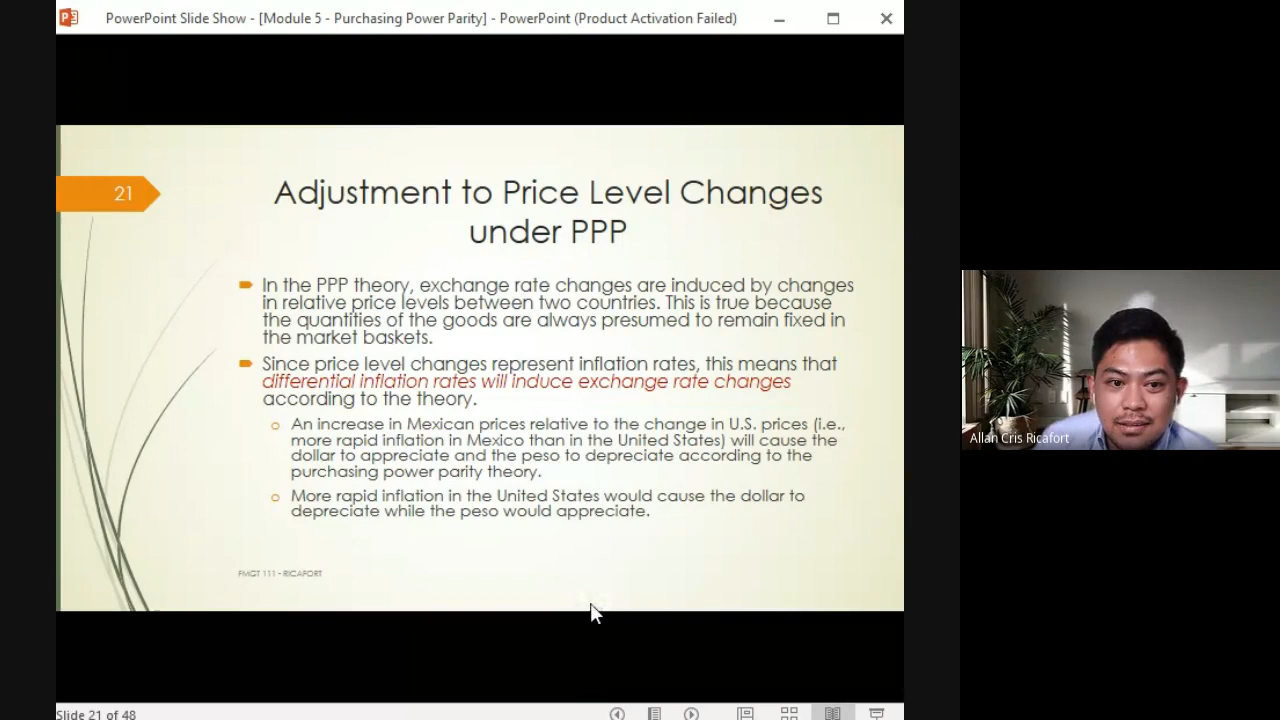 PowerPoint Slide Show - [Module 5 - Purchasing Power Parity] - PowerPoint (Product Activation Failed)
21
Adjustment to Price Level Changes
under PPP
In the PPP theory, exchange rate changes are induced by changes
in relative price levels between two countries. This is true because
the quantities of the goods are always presumed to remain fixed in
the market baskets.
Since price level changes represent inflation rates, this means that
differential inflation rates will induce exchange rate changes
according to the theory.
An increase in Mexican prices relative to the change in U.S. prices (i.e.,
more rapid inflation in Mexico than in the United States) will cause the
dollar to appreciate and the peso to depreciate according to the
purchasing power parity theory.
More rapid inflation in the United States would cause the dollar to
depreciate while the peso would appreciate.
FMGT 111 - RICAFORT
Allan Cris Ricafort
Slide 21 of 48